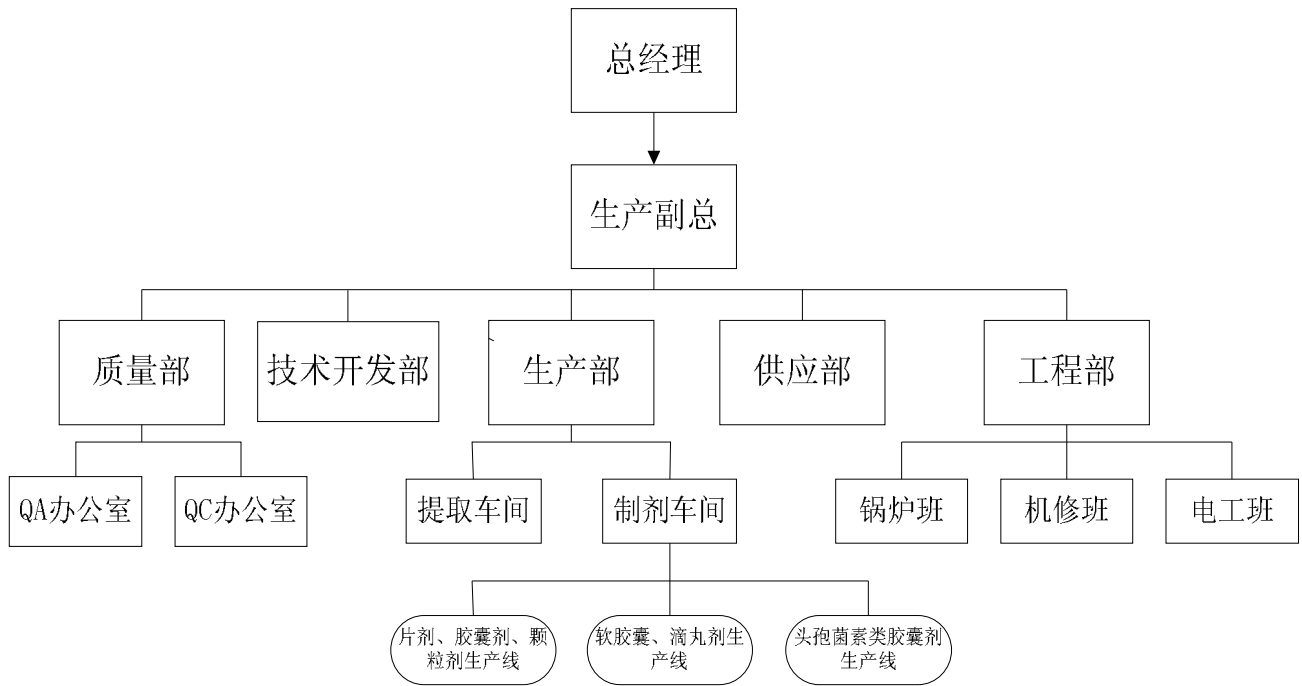 总经理
生产副总
质量部
技术开发部
生产部
供应部
工程部
QA办公室
QC办公室
提取车间
制剂车间
锅炉班
机修班
电工班
片剂、胶囊剂、颗
粒剂生产线
软胶囊、滴丸剂生
产线
头孢菌素类胶囊剂
生产线